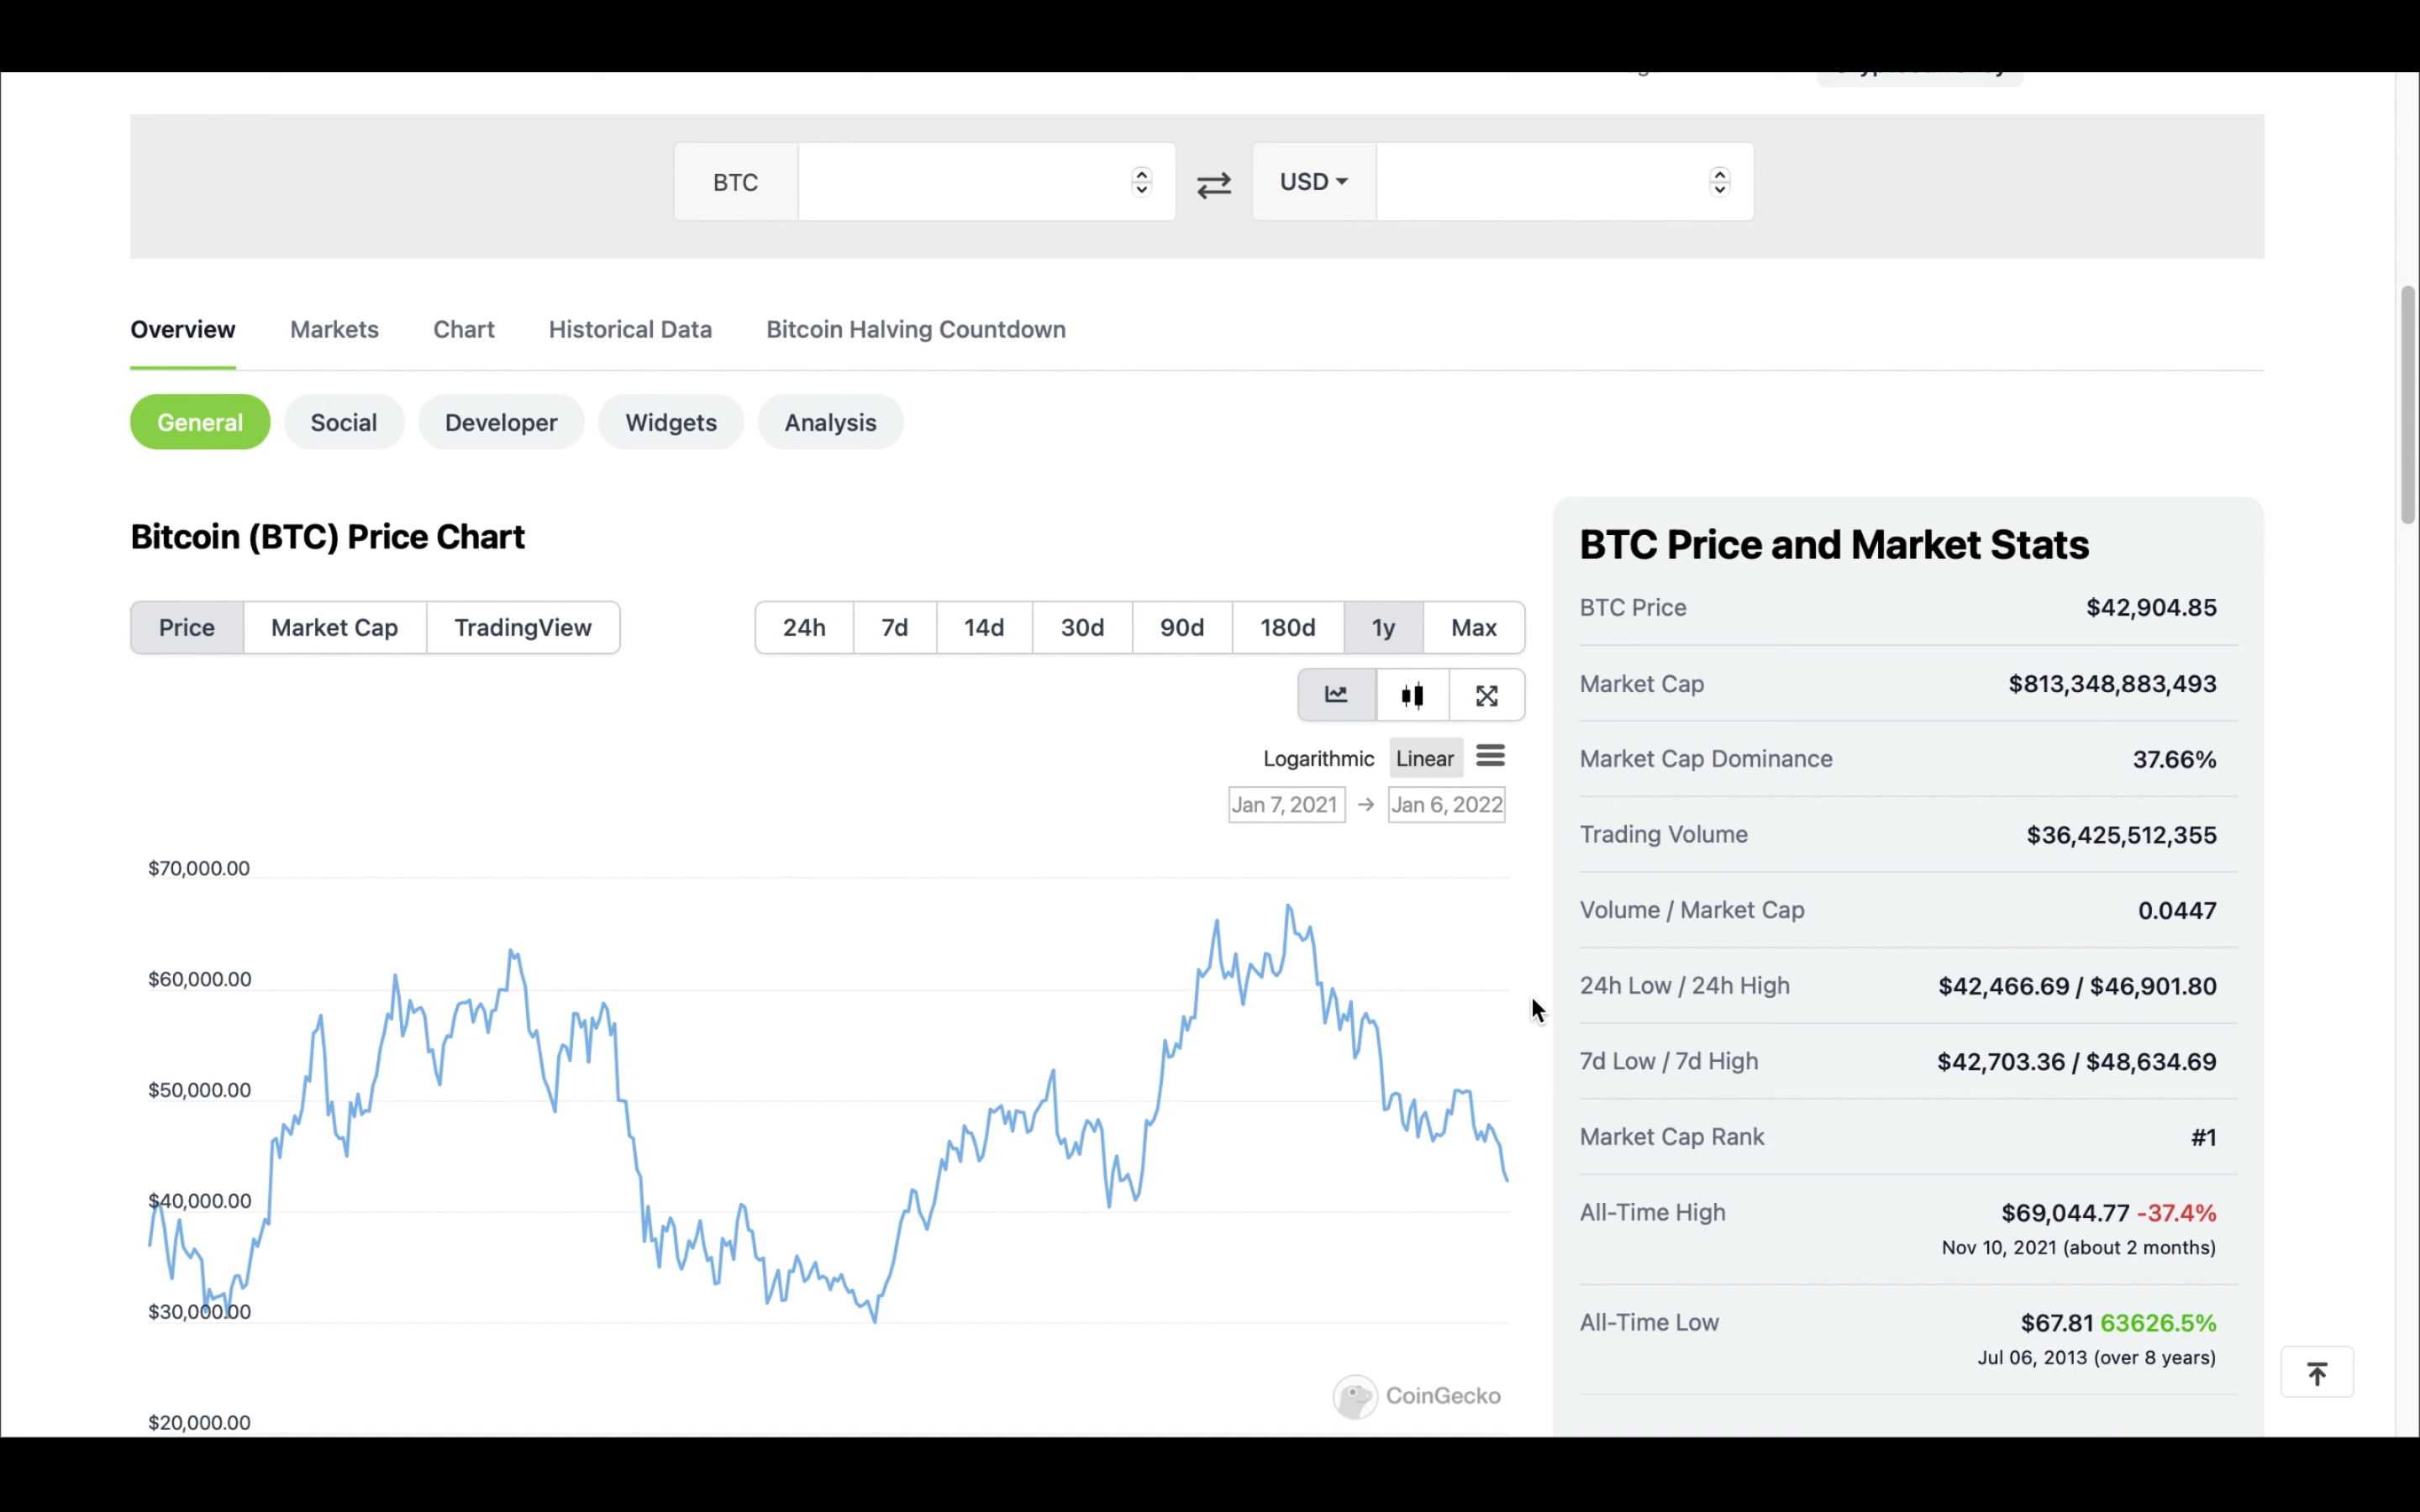 BTC
USD
Overview Markets Chart Historical Data Bitcoin Halving Countdown
General Social Developer Widgets Analysis
Bitcoin (BTC) Price Chart
Price Market Cap TradingView
24h 7d 14d 30d 90d 180d 1y Max
Logarithmic Linear
Jan 7, 2021 → Jan 6, 2022
$70,000.00
$60,000.00
$50,000.00
$40,000.00
$30,000.00
$20,000.00
CoinGecko
BTC Price and Market Stats
BTC Price $42,904.85
Market Cap $813,348,883,493
Market Cap Dominance 37.66%
Trading Volume $36,425,512,355
Volume / Market Cap 0.0447
24h Low / 24h High $42,466.69 / $46,901.80
7d Low / 7d High $42,703.36 / $48,634.69
Market Cap Rank #1
All-Time High $69,044.77 -37.4%
Nov 10, 2021 (about 2 months)
All-Time Low $67.81 63626.5%
Jul 06, 2013 (over 8 years)